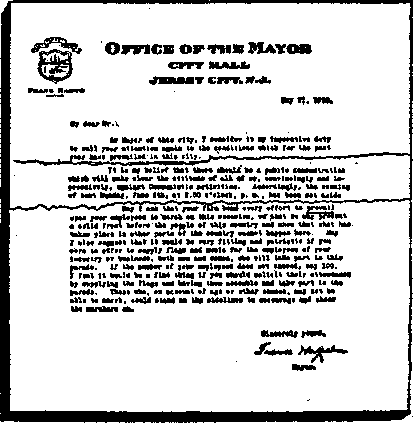 OFFICE OF THE MAYOR
CITY HALL
JERSEY CITY, N.J.
FRANK HAGUE
May 1938.
My dear Mr.
As Mayor of this city, I consider it my imperative duty
to call your attention again to the conditions which for the past
year have prevailed in this city.
It is my belief that there should be a public demonstration
which will make clear the attitude of all of us, convincingly and im-
pressively, against Communistic activities. Accordingly, the evening
of next Monday, June 6th, at 8.00 o'clock, p. m., has been set aside
May I ask that your firm bend every effort to prevail
upon your employees to march on this occasion, so that we can present
a solid front before the people of this country and show that what has
taken place in other parts of the country cannot happen here. May
I also suggest that it would be very fitting and patriotic if you
were to offer to supply flags and music for the employees of your
industry or business, both men and women, who will take part in this
parade. If the number of your employees does not exceed, say 100,
I feel it would be a fine thing if you should solicit their attendance
by supplying the flags and having them assemble and take part in the
parade. Those who, on account of age or other causes, may not be
able to march, could stand on the sidelines to encourage and cheer
the marchers on.
Sincerely yours,
Frank Hague
Mayor.